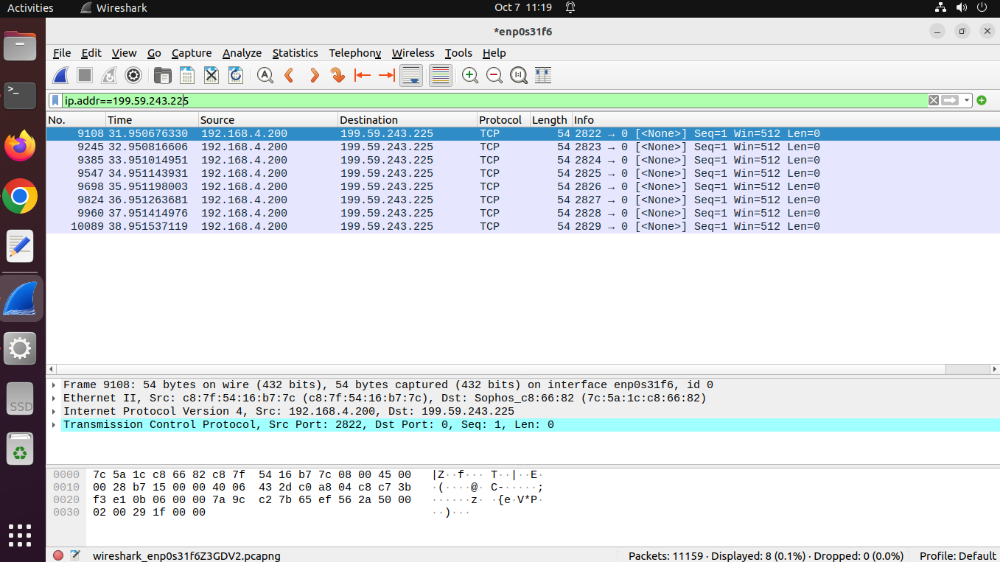 Activities Wireshark Oct 7 11:19
*enp0s31f6
File Edit View Go Capture Analyze Statistics Telephony Wireless Tools Help
ip.addr==199.59.243.225
No. Time Source Destination Protocol Length Info
9108 31.950676330 192.168.4.200 199.59.243.225 TCP 54 2822 → 0 [<None>] Seq=1 Win=512 Len=0
9245 32.950816606 192.168.4.200 199.59.243.225 TCP 54 2823 → 0 [<None>] Seq=1 Win=512 Len=0
9385 33.951014951 192.168.4.200 199.59.243.225 TCP 54 2824 → 0 [<None>] Seq=1 Win=512 Len=0
9547 34.951143931 192.168.4.200 199.59.243.225 TCP 54 2825 → 0 [<None>] Seq=1 Win=512 Len=0
9698 35.951198003 192.168.4.200 199.59.243.225 TCP 54 2826 → 0 [<None>] Seq=1 Win=512 Len=0
9824 36.951263681 192.168.4.200 199.59.243.225 TCP 54 2827 → 0 [<None>] Seq=1 Win=512 Len=0
9960 37.951414976 192.168.4.200 199.59.243.225 TCP 54 2828 → 0 [<None>] Seq=1 Win=512 Len=0
10089 38.951537119 192.168.4.200 199.59.243.225 TCP 54 2829 → 0 [<None>] Seq=1 Win=512 Len=0
Frame 9108: 54 bytes on wire (432 bits), 54 bytes captured (432 bits) on interface enp0s31f6, id 0
Ethernet II, Src: c8:7f:54:16:b7:7c (c8:7f:54:16:b7:7c), Dst: Sophos_c8:66:82 (7c:5a:1c:c8:66:82)
Internet Protocol Version 4, Src: 192.168.4.200, Dst: 199.59.243.225
Transmission Control Protocol, Src Port: 2822, Dst Port: 0, Seq: 1, Len: 0
SSD
0000 7c 5a 1c c8 66 82 c8 7f 54 16 b7 7c 08 00 45 00 |Z··f··· T··|··E·
0010 00 28 b7 15 00 00 40 06 43 2d c0 a8 04 c8 c7 3b ·(····@· C-·····;
0020 f3 e1 0b 06 00 00 7a 9c c2 7b 65 ef 56 2a 50 00 ······z· ·{e·V*P·
0030 02 00 29 1f 00 00 ··)···
wireshark_enp0s31f6Z3GDV2.pcapng Packets: 11159 · Displayed: 8 (0.1%) · Dropped: 0 (0.0%) Profile: Default